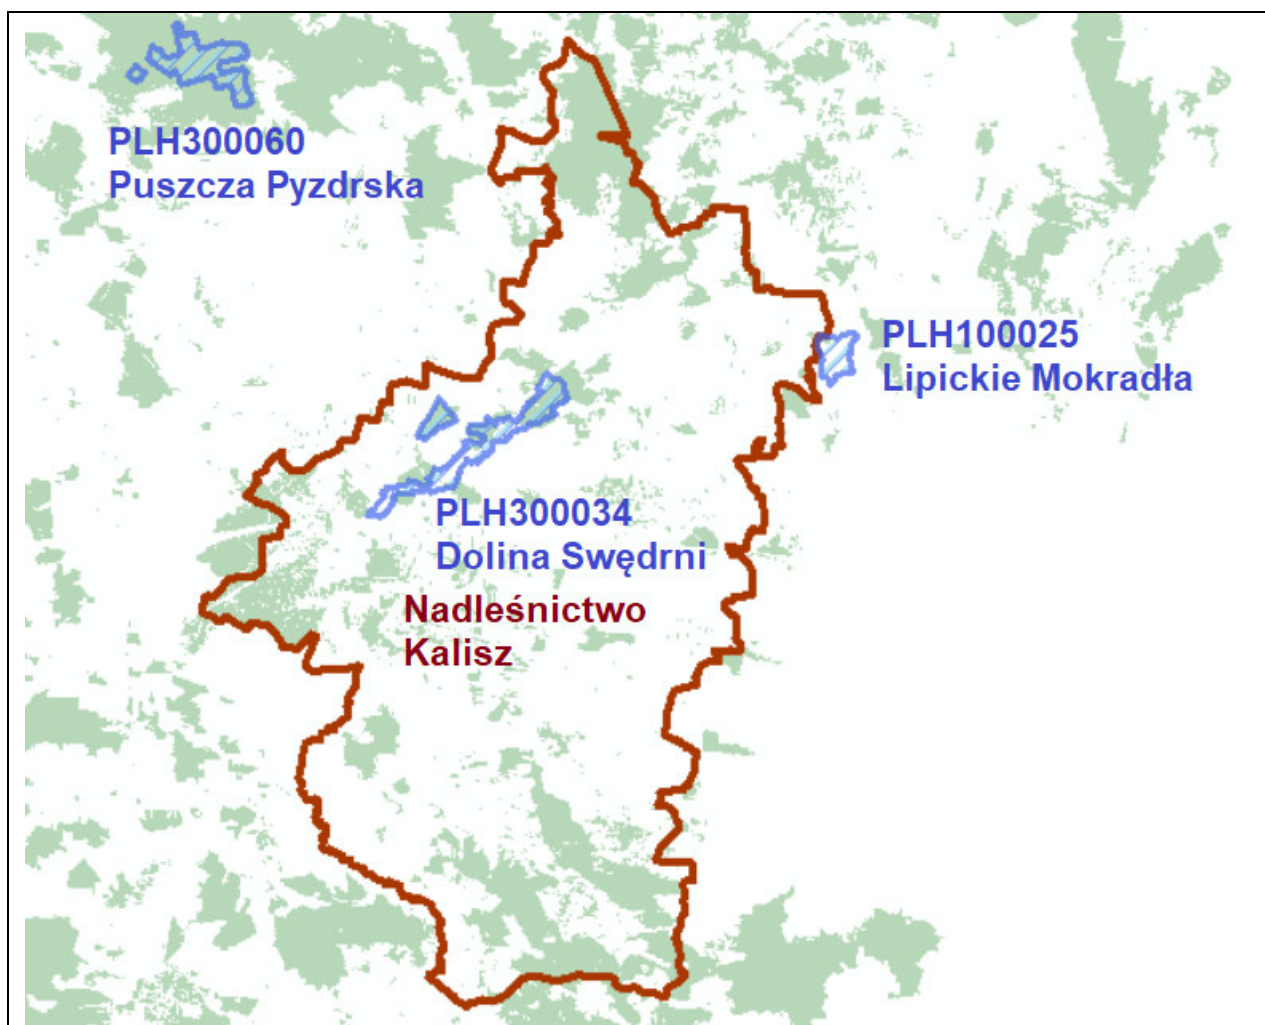 PLH300060
Puszcza Pyzdrska
PLH100025
Lipickie Mokradła
PLH300034
Dolina Swędrni
Nadleśnictwo
Kalisz